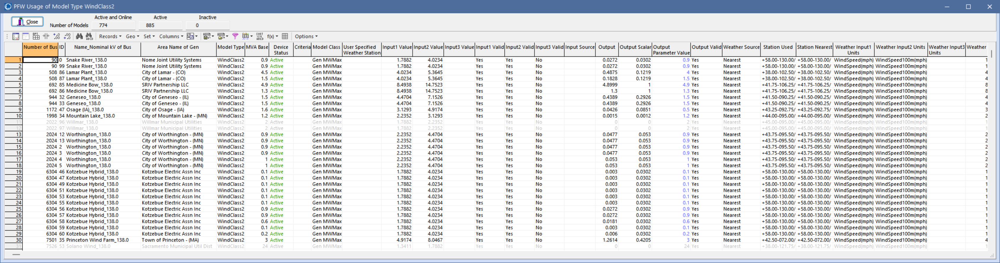 PFW Usage of Model Type WindClass2
Close
Active and Online Active Inactive
Number of Models 774 885 0
Records Geo Set Columns SORT 124 ABCD f(x) Options
Number of Bus ID Name_Nominal kV of Bus Area Name of Gen Model Type MVA Base Device Status Criteria Model Class User Specified Weather Station Input1 Value Input2 Value Input3 Value Input1 Valid Input2 Valid Input3 Valid Input Source Output Output Scalar Output Parameter Value Output Valid Weather Source Station Used Station Nearest Weather Input1 Units Weather Input2 Units Weather Input3 Units Weather
1 90 0 Snake River_138.0 Nome Joint Utility Systems WindClass2 0.9 Active Gen MWMax 1.7882 4.0234 Yes Yes No 0.0272 0.0302 0.9 Yes Nearest +58.00-130.00/ +58.00-130.00/ WindSpeed(mph) WindSpeed100m(mph) 1
2 90 99 Snake River_138.0 Nome Joint Utility Systems WindClass2 0.9 Active Gen MWMax 1.7882 4.0234 Yes Yes No 0.0272 0.0302 0.9 Yes Nearest +58.00-130.00/ +58.00-130.00/ WindSpeed(mph) WindSpeed100m(mph) 1
3 508 86 Lamar Plant_138.0 City of Lamar - (CO) WindClass2 4.5 Active Gen MWMax 4.0234 5.3645 Yes Yes No 0.4875 0.1219 4 Yes Nearest +38.00-102.50/ +38.00-102.50/ WindSpeed(mph) WindSpeed100m(mph) 4
4 508 87 Lamar Plant_138.0 City of Lamar - (CO) WindClass2 1.5 Active Gen MWMax 4.0234 5.3645 Yes Yes No 0.1828 0.1219 1.5 Yes Nearest +38.00-102.50/ +38.00-102.50/ WindSpeed(mph) WindSpeed100m(mph) 4
5 692 85 Medicine Bow_138.0 SRIV Partnership LLC WindClass2 4.9 Active Gen MWMax 8.4938 14.7523 Yes Yes No 4.8999 1 4.9 Yes Nearest +41.75-106.25/ +41.75-106.25/ WindSpeed(mph) WindSpeed100m(mph) 8
6 692 86 Medicine Bow_138.0 SRIV Partnership LLC WindClass2 1.3 Active Gen MWMax 8.4938 14.7523 Yes Yes No 1.3 1 1.3 Yes Nearest +41.75-106.25/ +41.75-106.25/ WindSpeed(mph) WindSpeed100m(mph) 8
7 944 32 Geneseo_138.0 City of Geneseo - (IL) WindClass2 1.5 Active Gen MWMax 4.4704 7.1526 Yes Yes No 0.4389 0.2926 1.5 Yes Nearest +41.50-090.25/ +41.50-090.25/ WindSpeed(mph) WindSpeed100m(mph) 4
8 944 33 Geneseo_138.0 City of Geneseo - (IL) WindClass2 1.5 Active Gen MWMax 4.4704 7.1526 Yes Yes No 0.4389 0.2926 1.5 Yes Nearest +41.50-090.25/ +41.50-090.25/ WindSpeed(mph) WindSpeed100m(mph) 4
9 1172 47 Osage (IA)_138.0 City of Osage - (IA) WindClass2 1.6 Active Gen MWMax 3.1293 4.9174 Yes Yes No 0.0426 0.0851 0.5 Yes Nearest +43.25-092.75/ +43.25-092.75/ WindSpeed(mph) WindSpeed100m(mph) 3
10 1998 34 Mountain Lake_138.0 City of Mountain Lake - (MN) WindClass2 1.2 Active Gen MWMax 2.2352 3.1293 Yes Yes No 0.0015 0.0012 1.2 Yes Nearest +44.00-095.00/ +44.00-095.00/ WindSpeed(mph) WindSpeed100m(mph) 2
11 2022 96 Willmar_138.0 Willmar Municipal Utilities WindClass2 2 Active Gen MWMax 1.7882 2.2352 Yes Yes No 0 0 2 Yes Nearest +45.00-095.00/ +45.00-095.00/ WindSpeed(mph) WindSpeed100m(mph) 1
12 2022 97 Willmar_138.0 Willmar Municipal Utilities WindClass2 2 Active Gen MWMax 1.7882 2.2352 Yes Yes No 0 0 2 Yes Nearest +45.00-095.00/ +45.00-095.00/ WindSpeed(mph) WindSpeed100m(mph) 1
13 2024 12 Worthington_138.0 City of Worthington - (MN) WindClass2 0.9 Active Gen MWMax 2.2352 4.4704 Yes Yes No 0.0477 0.053 0.9 Yes Nearest +43.75-095.50/ +43.75-095.50/ WindSpeed(mph) WindSpeed100m(mph) 2
14 2024 13 Worthington_138.0 City of Worthington - (MN) WindClass2 0.9 Active Gen MWMax 2.2352 4.4704 Yes Yes No 0.0477 0.053 0.9 Yes Nearest +43.75-095.50/ +43.75-095.50/ WindSpeed(mph) WindSpeed100m(mph) 2
15 2024 2 Worthington_138.0 City of Worthington - (MN) WindClass2 0.9 Active Gen MWMax 2.2352 4.4704 Yes Yes No 0.0477 0.053 0.9 Yes Nearest +43.75-095.50/ +43.75-095.50/ WindSpeed(mph) WindSpeed100m(mph) 2
16 2024 3 Worthington_138.0 City of Worthington - (MN) WindClass2 0.9 Active Gen MWMax 2.2352 4.4704 Yes Yes No 0.0477 0.053 0.9 Yes Nearest +43.75-095.50/ +43.75-095.50/ WindSpeed(mph) WindSpeed100m(mph) 2
17 2024 4 Worthington_138.0 City of Worthington - (MN) WindClass2 1 Active Gen MWMax 2.2352 4.4704 Yes Yes No 0.053 0.053 1 Yes Nearest +43.75-095.50/ +43.75-095.50/ WindSpeed(mph) WindSpeed100m(mph) 2
18 2024 5 Worthington_138.0 City of Worthington - (MN) WindClass2 1 Active Gen MWMax 2.2352 4.4704 Yes Yes No 0.053 0.053 1 Yes Nearest +43.75-095.50/ +43.75-095.50/ WindSpeed(mph) WindSpeed100m(mph) 2
19 6304 46 Kotzebue Hybrid_138.0 Kotzebue Electric Assn Inc WindClass2 0.1 Active Gen MWMax 1.7882 4.0234 Yes Yes No 0.003 0.0302 0.1 Yes Nearest +58.00-130.00/ +58.00-130.00/ WindSpeed(mph) WindSpeed100m(mph) 1
20 6304 47 Kotzebue Hybrid_138.0 Kotzebue Electric Assn Inc WindClass2 0.1 Active Gen MWMax 1.7882 4.0234 Yes Yes No 0.003 0.0302 0.1 Yes Nearest +58.00-130.00/ +58.00-130.00/ WindSpeed(mph) WindSpeed100m(mph) 1
21 6304 49 Kotzebue Hybrid_138.0 Kotzebue Electric Assn Inc WindClass2 0.1 Active Gen MWMax 1.7882 4.0234 Yes Yes No 0.003 0.0302 0.1 Yes Nearest +58.00-130.00/ +58.00-130.00/ WindSpeed(mph) WindSpeed100m(mph) 1
22 6304 51 Kotzebue Hybrid_138.0 Kotzebue Electric Assn Inc WindClass2 0.1 Active Gen MWMax 1.7882 4.0234 Yes Yes No 0.003 0.0302 0.1 Yes Nearest +58.00-130.00/ +58.00-130.00/ WindSpeed(mph) WindSpeed100m(mph) 1
23 6304 53 Kotzebue Hybrid_138.0 Kotzebue Electric Assn Inc WindClass2 0.1 Active Gen MWMax 1.7882 4.0234 Yes Yes No 0.003 0.0302 0.1 Yes Nearest +58.00-130.00/ +58.00-130.00/ WindSpeed(mph) WindSpeed100m(mph) 1
24 6304 55 Kotzebue Hybrid_138.0 Kotzebue Electric Assn Inc WindClass2 0.1 Active Gen MWMax 1.7882 4.0234 Yes Yes No 0.003 0.0302 0.1 Yes Nearest +58.00-130.00/ +58.00-130.00/ WindSpeed(mph) WindSpeed100m(mph) 1
25 6304 56 Kotzebue Hybrid_138.0 Kotzebue Electric Assn Inc WindClass2 0.9 Active Gen MWMax 1.7882 4.0234 Yes Yes No 0.0272 0.0302 0.9 Yes Nearest +58.00-130.00/ +58.00-130.00/ WindSpeed(mph) WindSpeed100m(mph) 1
26 6304 57 Kotzebue Hybrid_138.0 Kotzebue Electric Assn Inc WindClass2 0.9 Active Gen MWMax 1.7882 4.0234 Yes Yes No 0.0272 0.0302 0.9 Yes Nearest +58.00-130.00/ +58.00-130.00/ WindSpeed(mph) WindSpeed100m(mph) 1
27 6304 58 Kotzebue Hybrid_138.0 Kotzebue Electric Assn Inc WindClass2 0.6 Active Gen MWMax 1.7882 4.0234 Yes Yes No 0.0181 0.0302 0.6 Yes Nearest +58.00-130.00/ +58.00-130.00/ WindSpeed(mph) WindSpeed100m(mph) 1
28 6304 59 Kotzebue Hybrid_138.0 Kotzebue Electric Assn Inc WindClass2 0.1 Active Gen MWMax 1.7882 4.0234 Yes Yes No 0.003 0.0302 0.1 Yes Nearest +58.00-130.00/ +58.00-130.00/ WindSpeed(mph) WindSpeed100m(mph) 1
29 6304 60 Kotzebue Hybrid_138.0 Kotzebue Electric Assn Inc WindClass2 0.2 Active Gen MWMax 1.7882 4.0234 Yes Yes No 0.006 0.0302 0.2 Yes Nearest +58.00-130.00/ +58.00-130.00/ WindSpeed(mph) WindSpeed100m(mph) 1
30 7501 35 Princeton Wind Farm_138.0 Town of Princeton - (MA) WindClass2 3 Active Gen MWMax 4.9174 8.0467 Yes Yes No 1.2614 0.4205 3 Yes Nearest +42.50-072.00/ +42.50-072.00/ WindSpeed(mph) WindSpeed100m(mph) 4
31 7526 53 Solano Wind_138.0 Sacramento Municipal Util Dist WindClass2 24 Active Gen MWMax 1.3411 1.7882 Yes Yes No 0 0 24 Yes Nearest +38.00-121.75/ +38.00-121.75/ WindSpeed(mph) WindSpeed100m(mph) 1